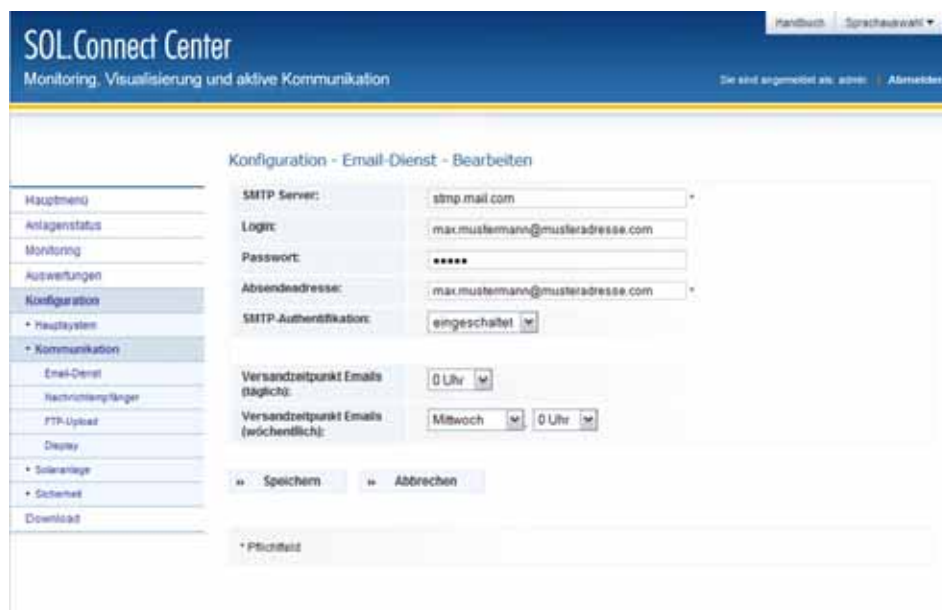 Handbuch Sprachauswahl
SOL.Connect Center
Monitoring, Visualisierung und aktive Kommunikation
Sie sind angemeldet als: admin | Abmelden
Konfiguration - Email-Dienst - Bearbeiten
Hauptmenü
Anlagenstatus
Monitoring
Auswertungen
Konfiguration
• Hauptsystem
• Kommunikation
Email-Dienst
Nachrichtempfänger
FTP-Upload
Display
• Solaranlage
• Sicherheit
Download
SMTP Server: stmp.mail.com *
Login: max.mustermann@musteradresse.com
Passwort: •••••
Absendeadresse: max.mustermann@musteradresse.com *
SMTP-Authentifikation: eingeschaltet
Versandzeitpunkt Emails
(täglich): 0 Uhr
Versandzeitpunkt Emails
(wöchentlich): Mittwoch 0 Uhr
» Speichern » Abbrechen
* Pflichtfeld